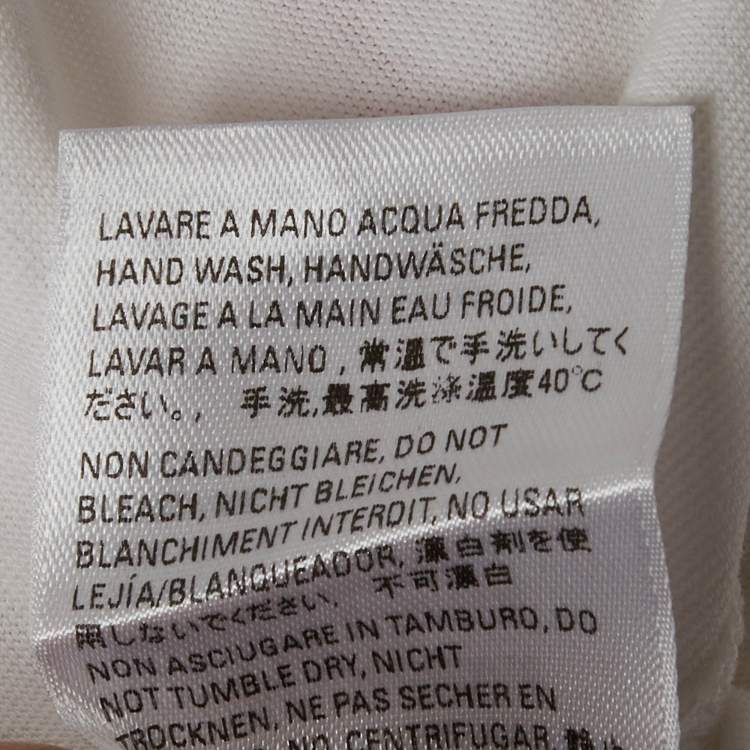 LAVARE A MANO ACQUA FREDDA,
HAND WASH, HANDWÄSCHE,
LAVAGE A LA MAIN EAU FROIDE,
LAVAR A MANO , 常温で手洗いしてく
ださい。, 手洗,最高洗涤温度40°C
NON CANDEGGIARE, DO NOT
BLEACH, NICHT BLEICHEN,
BLANCHIMENT INTERDIT, NO USAR
LEJÍA/BLANQUEADOR, 漂白剤を使
用しないでください, 不可漂白
NON ASCIUGARE IN TAMBURO, DO
NOT TUMBLE DRY, NICHT
TROCKNEN, NE PAS SECHER EN
NO CENTRIFUGAR,